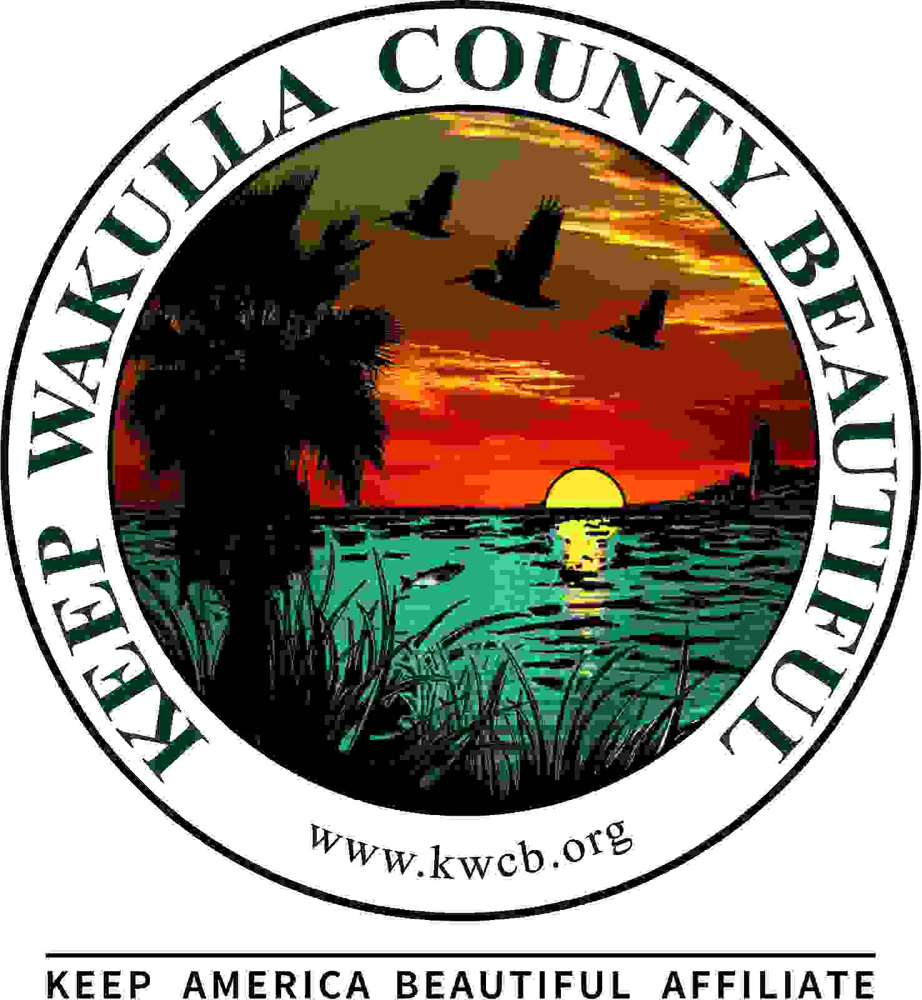 KEEP WAKULLA COUNTY BEAUTIFUL
www.kwcb.org
KEEP AMERICA BEAUTIFUL AFFILIATE